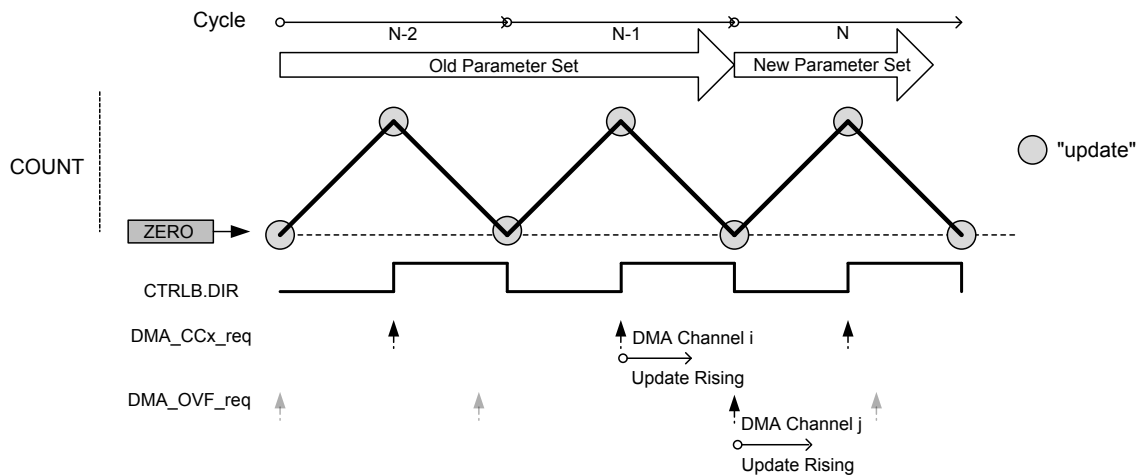 Cycle
N-2
N-1
N
Old Parameter Set
New Parameter Set
COUNT
"update"
ZERO
CTRLB.DIR
DMA_CCx_req
DMA Channel i
Update Rising
DMA_OVF_req
DMA Channel j
Update Rising